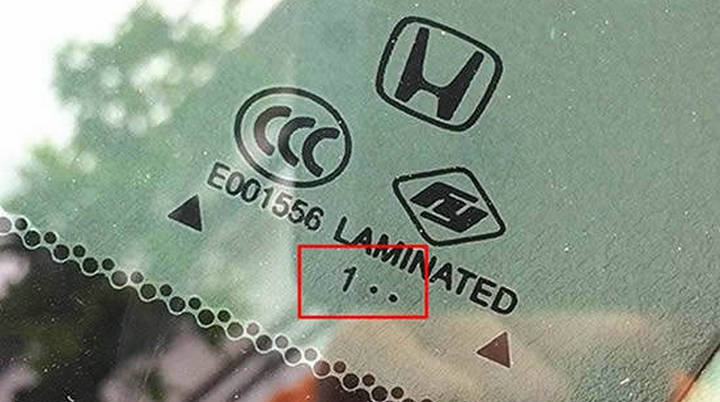 CCC
E001556 LAMINATED
1 ..